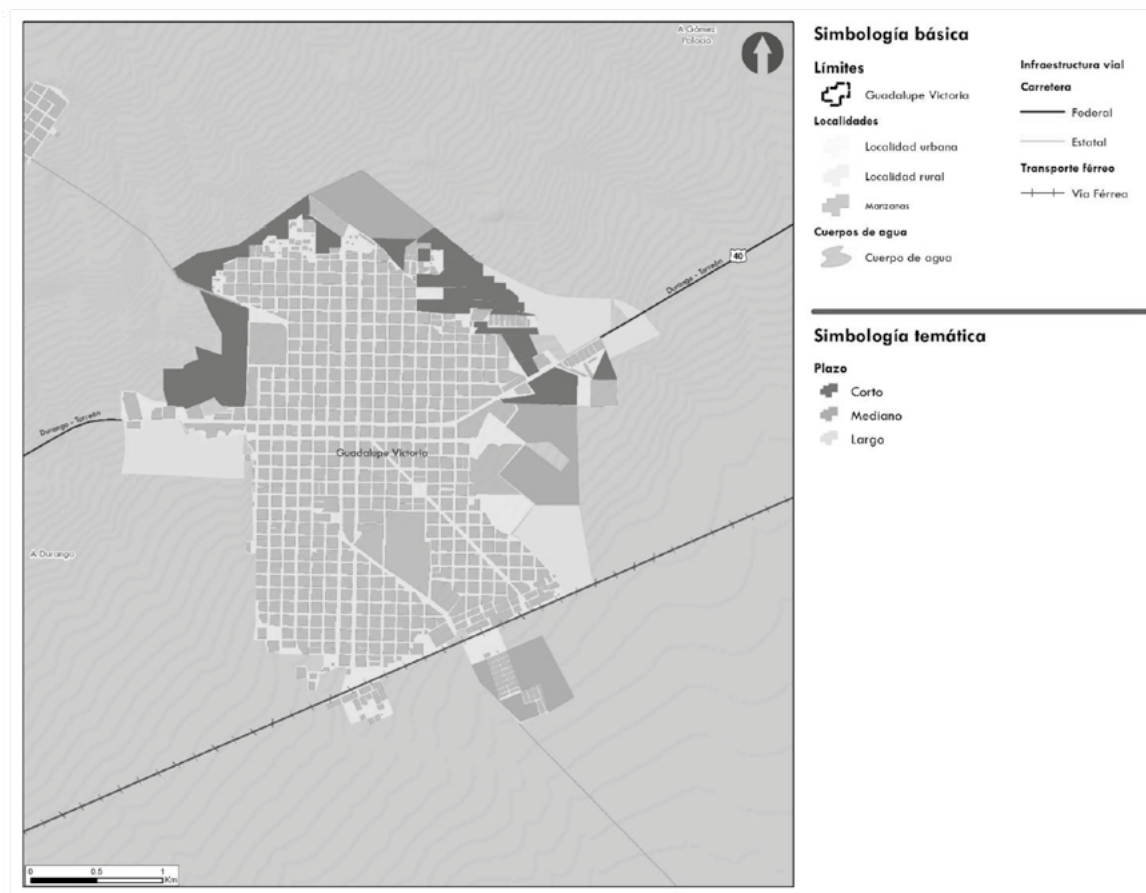 A Gómez
Palacio
40
Durango - Torreón
Durango - Torreón
Guadalupe Victoria
A Durango
0 0.5 1
Km
Simbología básica
Límites
Guadalupe Victoria
Localidades
Localidad urbana
Localidad rural
Manzanas
Cuerpos de agua
Cuerpo de agua
Infraestructura vial
Carretera
Federal
Estatal
Transporte férreo
Vía Férrea
Simbología temática
Plazo
Corto
Mediano
Largo